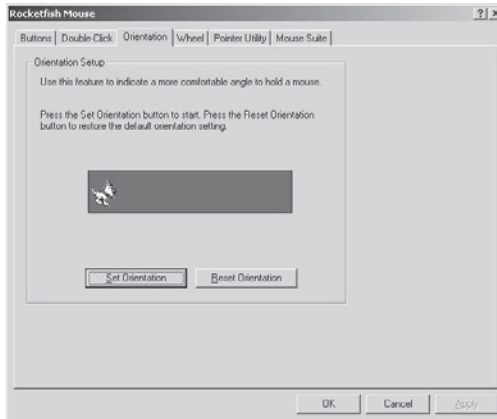 Rocketfish Mouse
Buttons Double Click Orientation Wheel Pointer Utility Mouse Suite
Orientation Setup
Use this feature to indicate a more comfortable angle to hold a mouse.
Press the Set Orientation button to start. Press the Reset Orientation
button to restore the default orientation setting.
Set Orientation Reset Orientation
OK Cancel Apply